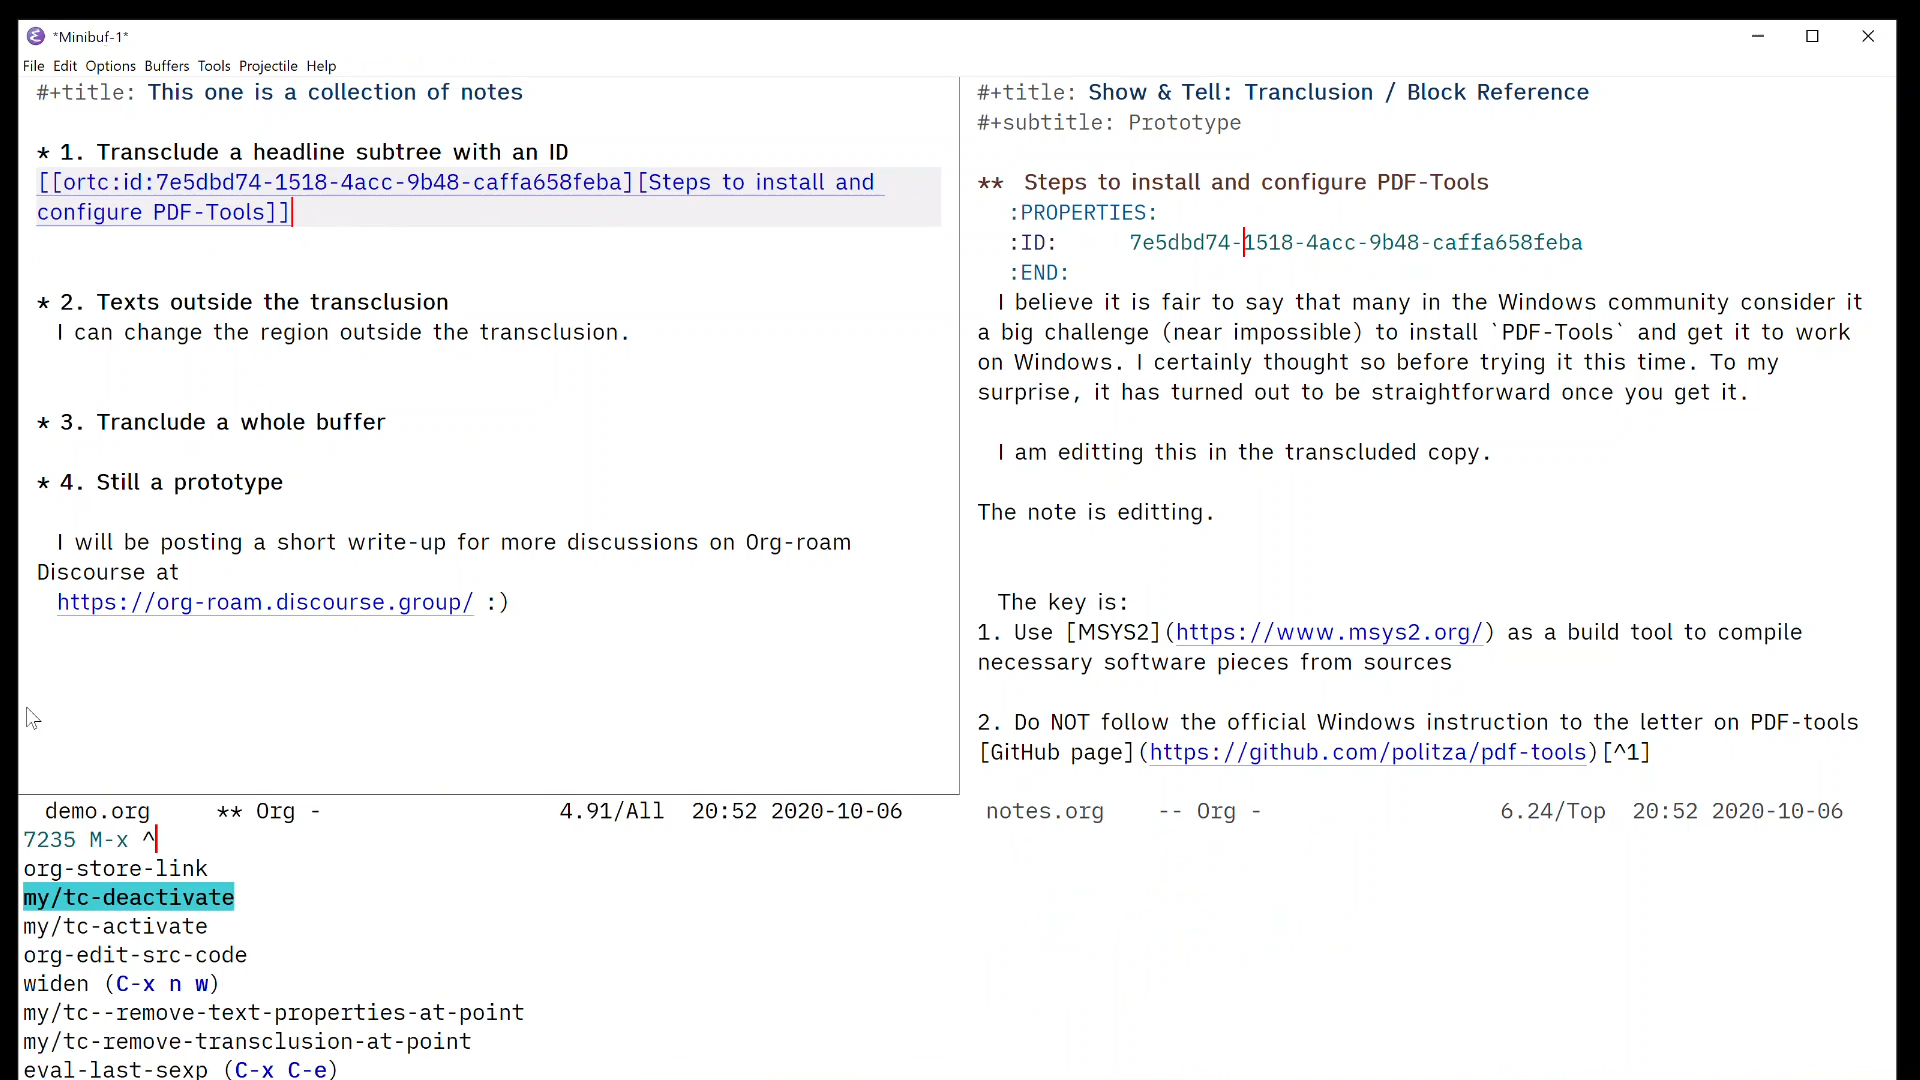 *Minibuf-1*
File Edit Options Buffers Tools Projectile Help
#+title: This one is a collection of notes
* 1. Transclude a headline subtree with an ID
[[ortc:id:7e5dbd74-1518-4acc-9b48-caffa658feba][Steps to install and
configure PDF-Tools]]
* 2. Texts outside the transclusion
I can change the region outside the transclusion.
* 3. Tranclude a whole buffer
* 4. Still a prototype
I will be posting a short write-up for more discussions on Org-roam
Discourse at
https://org-roam.discourse.group/ :)
demo.org ** Org - 4.91/All 20:52 2020-10-06
#+title: Show & Tell: Tranclusion / Block Reference
#+subtitle: Prototype
** Steps to install and configure PDF-Tools
:PROPERTIES:
:ID: 7e5dbd74-1518-4acc-9b48-caffa658feba
:END:
I believe it is fair to say that many in the Windows community consider it
a big challenge (near impossible) to install `PDF-Tools` and get it to work
on Windows. I certainly thought so before trying it this time. To my
surprise, it has turned out to be straightforward once you get it.
I am editting this in the transcluded copy.
The note is editting.
The key is:
1. Use [MSYS2](https://www.msys2.org/) as a build tool to compile
necessary software pieces from sources
2. Do NOT follow the official Windows instruction to the letter on PDF-tools
[GitHub page](https://github.com/politza/pdf-tools)[^1]
notes.org -- Org - 6.24/Top 20:52 2020-10-06
7235 M-x ^
org-store-link
my/tc-deactivate
my/tc-activate
org-edit-src-code
widen (C-x n w)
my/tc--remove-text-properties-at-point
my/tc-remove-transclusion-at-point
eval-last-sexp (C-x C-e)